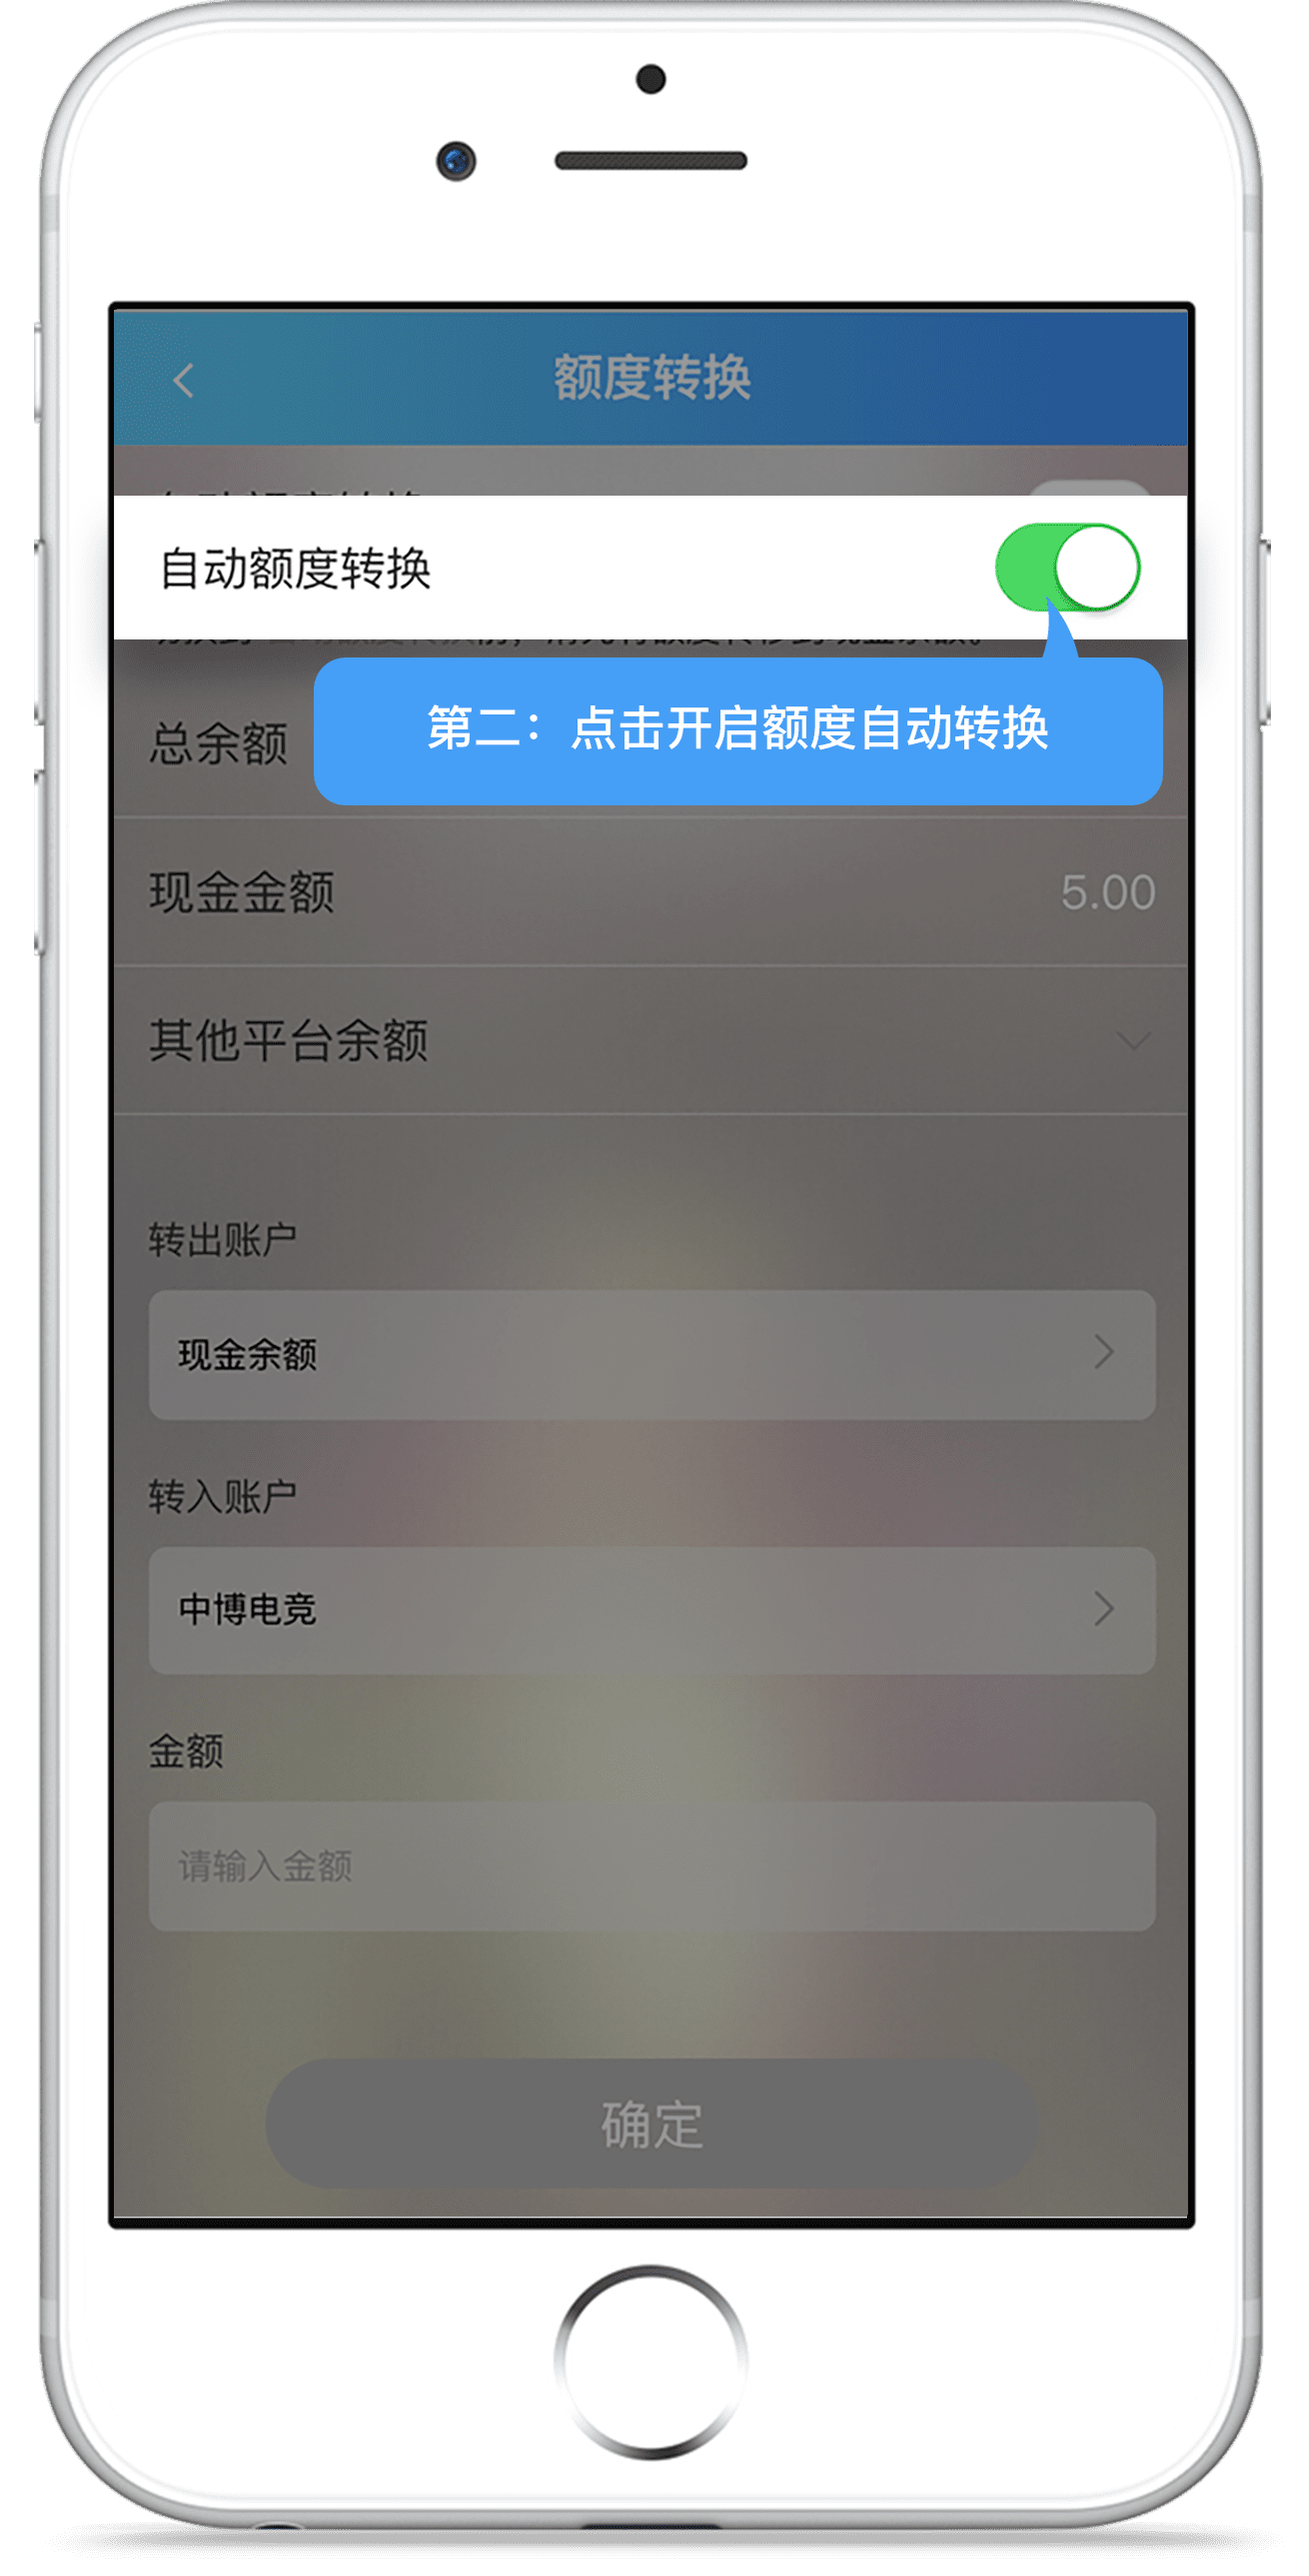 额度转换
自动额度转换
第二：点击开启额度自动转换
总余额
现金金额
5.00
其他平台余额
转出账户
现金余额
转入账户
中博电竞
金额
请输入金额
确定